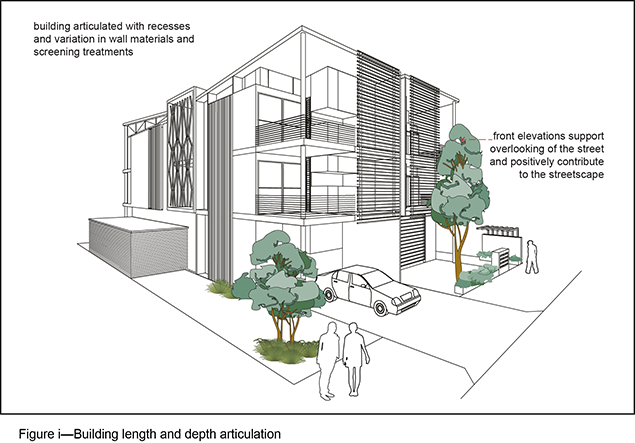 building articulated with recesses
and variation in wall materials and
screening treatments
front elevations support
overlooking of the street
and positively contribute
to the streetscape
Figure i—Building length and depth articulation